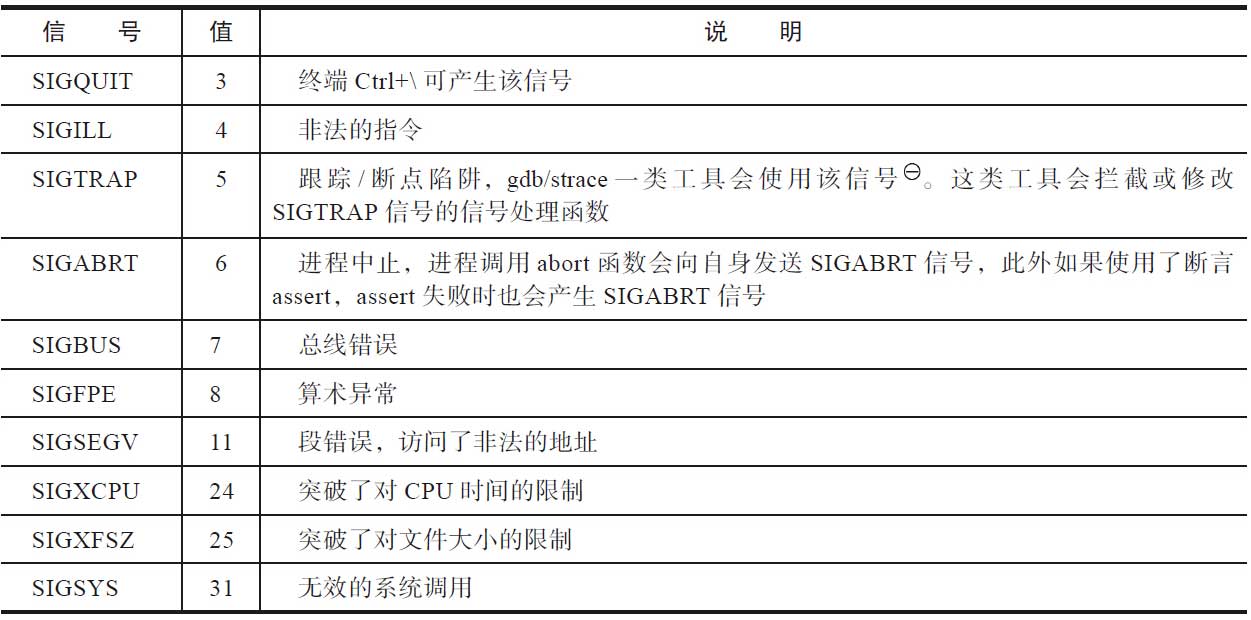 信 号 值 说 明
SIGQUIT 3 终端 Ctrl+\ 可产生该信号
SIGILL 4 非法的指令
SIGTRAP 5 跟踪 / 断点陷阱，gdb/strace 一类工具会使用该信号㊀。这类工具会拦截或修改
SIGTRAP 信号的信号处理函数
SIGABRT 6 进程中止，进程调用 abort 函数会向自身发送 SIGABRT 信号，此外如果使用了断言
assert，assert 失败时也会产生 SIGABRT 信号
SIGBUS 7 总线错误
SIGFPE 8 算术异常
SIGSEGV 11 段错误，访问了非法的地址
SIGXCPU 24 突破了对 CPU 时间的限制
SIGXFSZ 25 突破了对文件大小的限制
SIGSYS 31 无效的系统调用